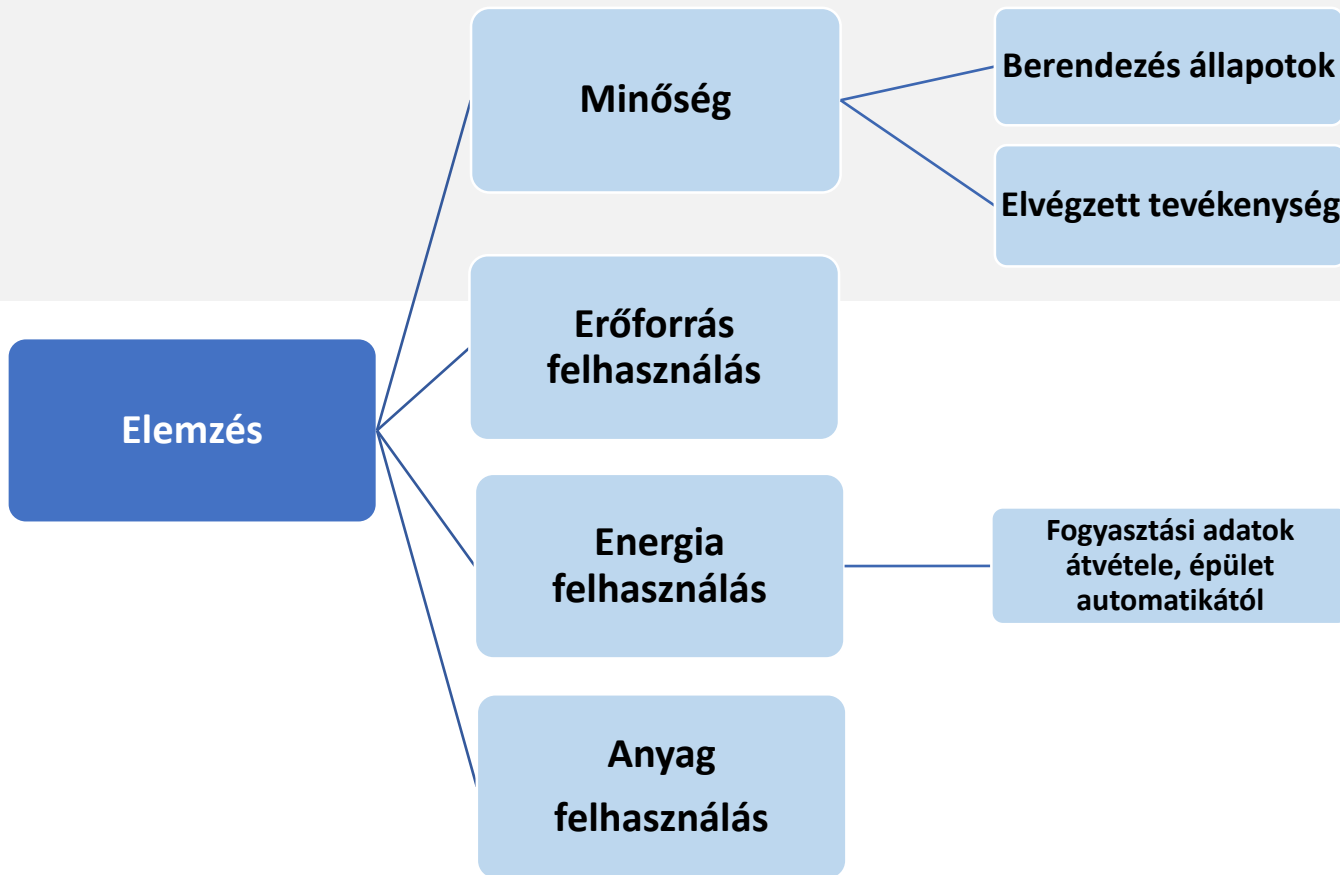 Elemzés
Minőség
Berendezés állapotok
Elvégzett tevékenység
Erőforrás
felhasználás
Energia
felhasználás
Fogyasztási adatok
átvétele, épület
automatikától
Anyag
felhasználás